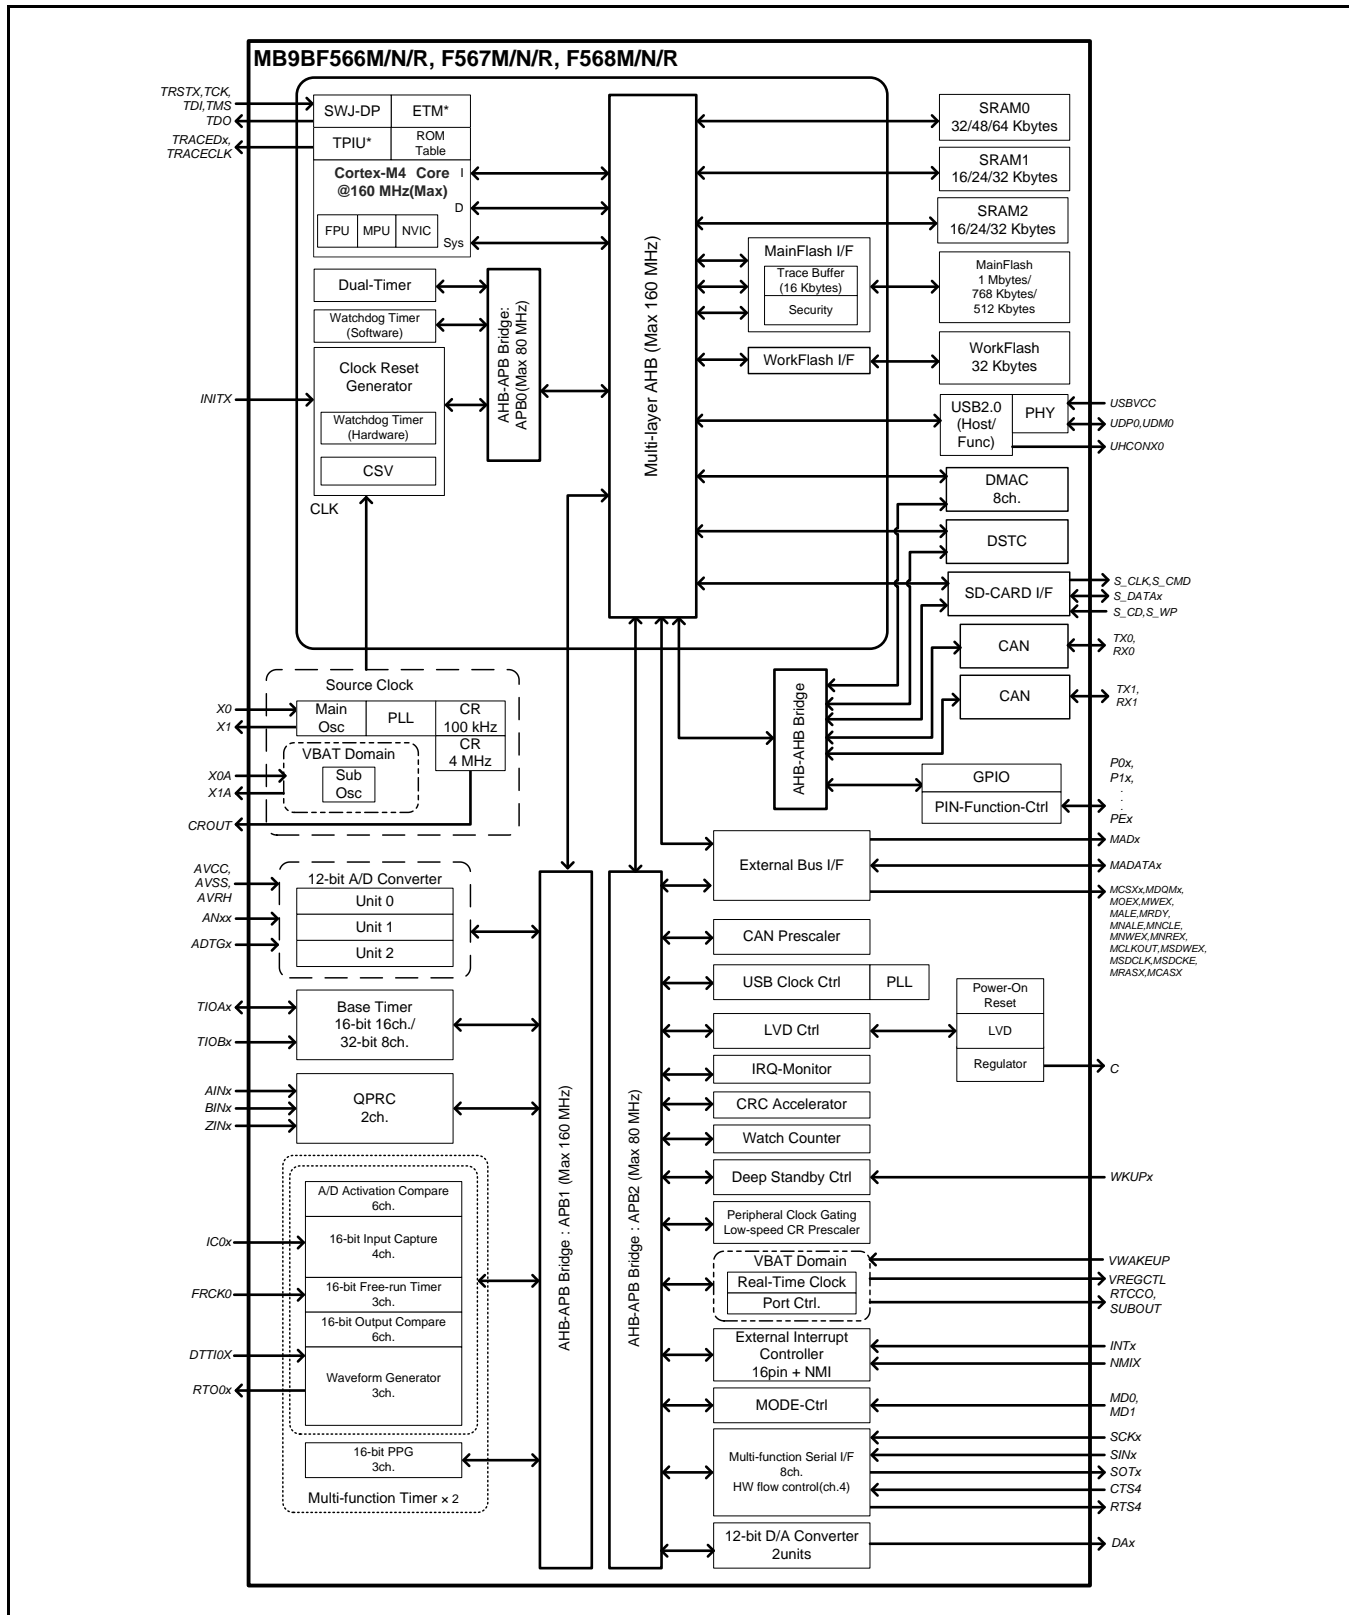 MB9BF566M/N/R, F567M/N/R, F568M/N/R
TRSTX,TCK,
TDI,TMS
TDO
TRACEDx,
TRACECLK
SWJ-DP
ETM*
TPIU*
ROM
Table
Cortex-M4 Core
@160 MHz(Max)
I
D
Sys
FPU
MPU
NVIC
Dual-Timer
Watchdog Timer
(Software)
Clock Reset
Generator
Watchdog Timer
(Hardware)
CSV
CLK
INITX
AHB-APB Bridge:
APB0(Max 80 MHz)
Multi-layer AHB (Max 160 MHz)
MainFlash I/F
Trace Buffer
(16 Kbytes)
Security
WorkFlash I/F
SRAM0
32/48/64 Kbytes
SRAM1
16/24/32 Kbytes
SRAM2
16/24/32 Kbytes
MainFlash
1 Mbytes/
768 Kbytes/
512 Kbytes
WorkFlash
32 Kbytes
USB2.0
(Host/
Func)
PHY
USBVCC
UDP0,UDM0
UHCONX0
DMAC
8ch.
DSTC
SD-CARD I/F
S_CLK,S_CMD
S_DATAx
S_CD,S_WP
CAN
TX0,
RX0
CAN
TX1,
RX1
AHB-AHB Bridge
GPIO
PIN-Function-Ctrl
P0x,
P1x,
.
.
PEx
Source Clock
X0
X1
Main
Osc
PLL
CR
100 kHz
CR
4 MHz
VBAT Domain
Sub
Osc
X0A
X1A
CROUT
AVCC,
AVSS,
AVRH
ANxx
ADTGx
12-bit A/D Converter
Unit 0
Unit 1
Unit 2
TIOAx
TIOBx
Base Timer
16-bit 16ch./
32-bit 8ch.
AINx
BINx
ZINx
QPRC
2ch.
A/D Activation Compare
6ch.
IC0x
16-bit Input Capture
4ch.
FRCK0
16-bit Free-run Timer
3ch.
16-bit Output Compare
6ch.
DTTI0X
RTO0x
Waveform Generator
3ch.
16-bit PPG
3ch.
Multi-function Timer × 2
AHB-APB Bridge : APB1 (Max 160 MHz)
AHB-APB Bridge : APB2 (Max 80 MHz)
External Bus I/F
MADx
MADATAx
MCSXx,MDQMx,
MOEX,MWEX,
MALE,MRDY,
MNALE,MNCLE,
MNWEX,MNREX,
MCLKOUT,MSDWEX,
MSDCLK,MSDCKE,
MRASX,MCASX
CAN Prescaler
USB Clock Ctrl
PLL
LVD Ctrl
Power-On
Reset
LVD
Regulator
C
IRQ-Monitor
CRC Accelerator
Watch Counter
Deep Standby Ctrl
WKUPx
Peripheral Clock Gating
Low-speed CR Prescaler
VBAT Domain
Real-Time Clock
Port Ctrl.
VWAKEUP
VREGCTL
RTCCO,
SUBOUT
External Interrupt
Controller
16pin + NMI
INTx
NMIX
MODE-Ctrl
MD0,
MD1
Multi-function Serial I/F
8ch.
HW flow control(ch.4)
SCKx
SINx
SOTx
CTS4
RTS4
12-bit D/A Converter
2units
DAx